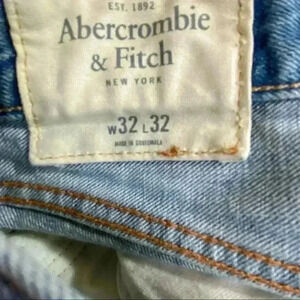 EST. 1892
Abercrombie
& Fitch
NEW YORK
W32 L32
MADE IN GUATEMALA